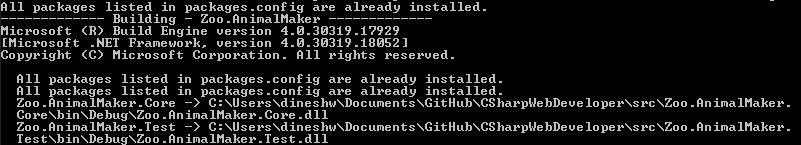 All packages listed in packages.config are already installed.
------------- Building - Zoo.AnimalMaker -------------
Microsoft (R) Build Engine version 4.0.30319.17929
[Microsoft .NET Framework, version 4.0.30319.18052]
Copyright (C) Microsoft Corporation. All rights reserved.

  All packages listed in packages.config are already installed.
  All packages listed in packages.config are already installed.
  Zoo.AnimalMaker.Core -> C:\Users\dineshw\Documents\GitHub\CSharpWebDeveloper\src\Zoo.AnimalMaker.
  Core\bin\Debug\Zoo.AnimalMaker.Core.dll
  Zoo.AnimalMaker.Test -> C:\Users\dineshw\Documents\GitHub\CSharpWebDeveloper\src\Zoo.AnimalMaker.
  Test\bin\Debug\Zoo.AnimalMaker.Test.dll